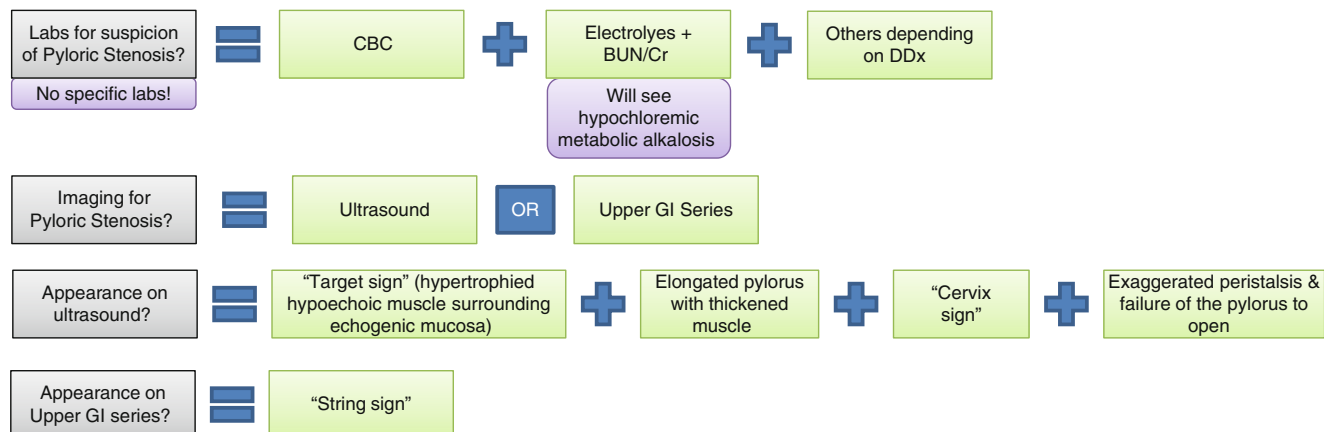 Labs for suspicion
of Pyloric Stenosis?
No specific labs!
CBC
Electrolyes +
BUN/Cr
Will see
hypochloremic
metabolic alkalosis
Others depending
on DDx
Imaging for
Pyloric Stenosis?
Ultrasound
OR
Upper GI Series
Appearance on
ultrasound?
“Target sign” (hypertrophied
hypoechoic muscle surrounding
echogenic mucosa)
Elongated pylorus
with thickened
muscle
“Cervix
sign”
Exaggerated peristalsis &
failure of the pylorus to
open
Appearance on
Upper GI series?
“String sign”